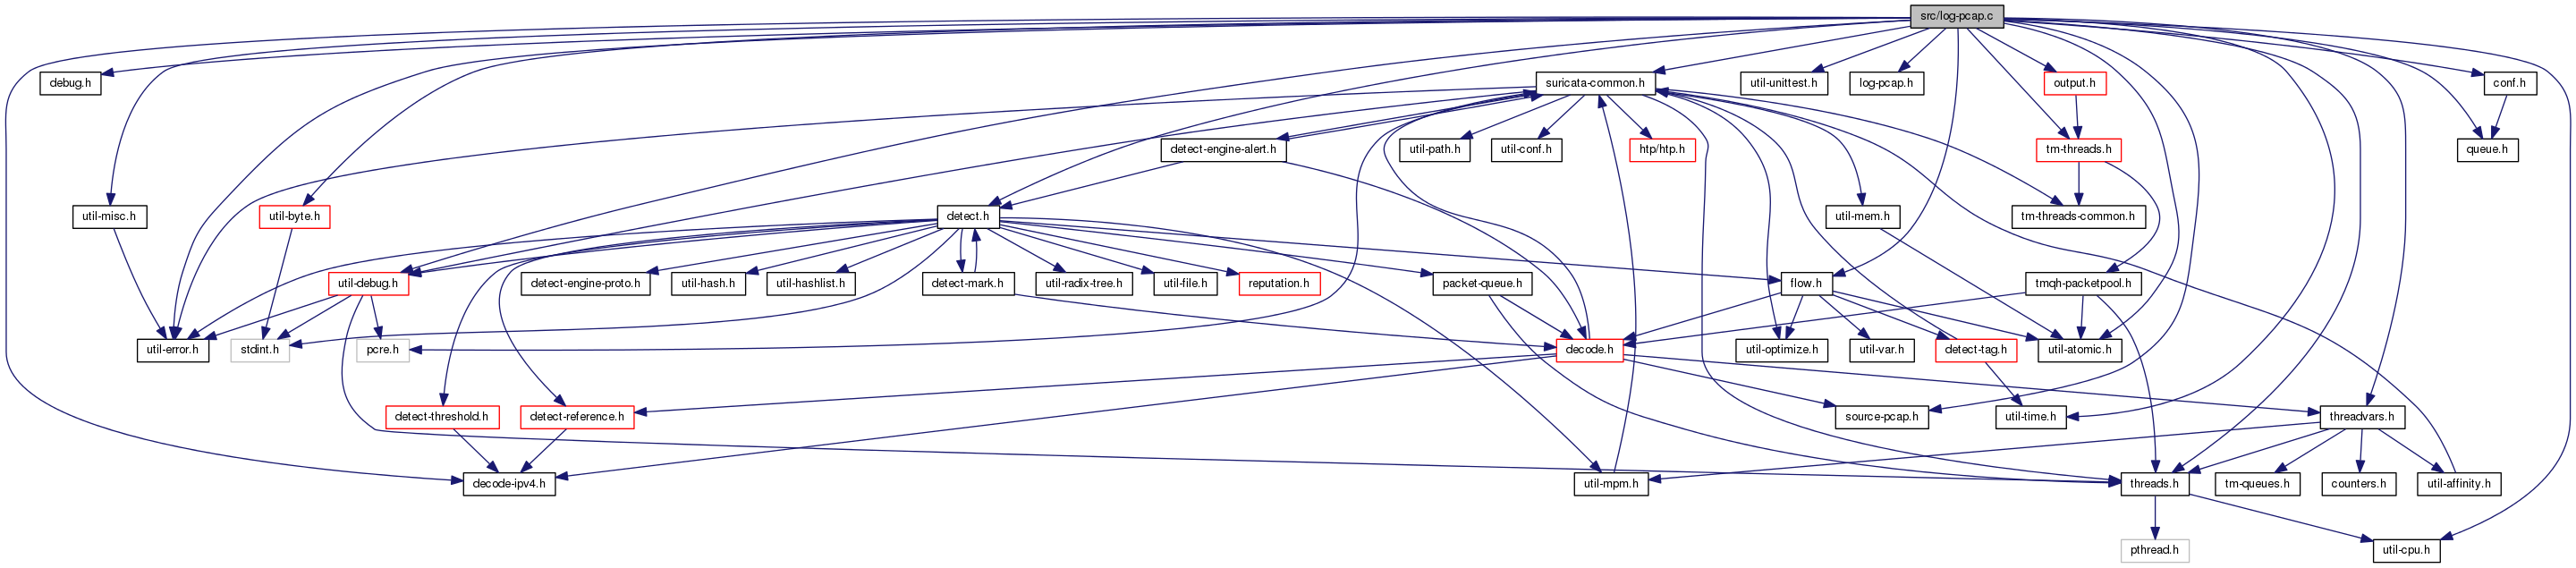 src/log-pcap.c
debug.h
suricata-common.h
util-unittest.h
log-pcap.h
output.h
conf.h
detect-engine-alert.h
util-path.h
util-conf.h
htp/htp.h
tm-threads.h
queue.h
util-misc.h
util-byte.h
detect.h
util-mem.h
tm-threads-common.h
util-debug.h
detect-engine-proto.h
util-hash.h
util-hashlist.h
detect-mark.h
util-radix-tree.h
util-file.h
reputation.h
packet-queue.h
flow.h
tmqh-packetpool.h
util-error.h
stdint.h
pcre.h
decode.h
util-optimize.h
util-var.h
detect-tag.h
util-atomic.h
detect-threshold.h
detect-reference.h
source-pcap.h
util-time.h
threadvars.h
decode-ipv4.h
util-mpm.h
threads.h
tm-queues.h
counters.h
util-affinity.h
pthread.h
util-cpu.h